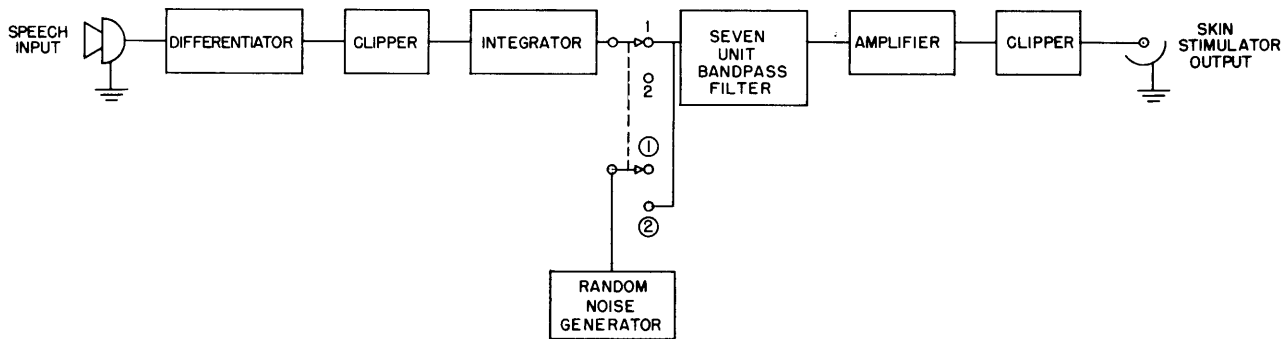 SPEECH
INPUT
DIFFERENTIATOR
CLIPPER
INTEGRATOR
1
2
①
②
SEVEN
UNIT
BANDPASS
FILTER
AMPLIFIER
CLIPPER
SKIN
STIMULATOR
OUTPUT
RANDOM
NOISE
GENERATOR